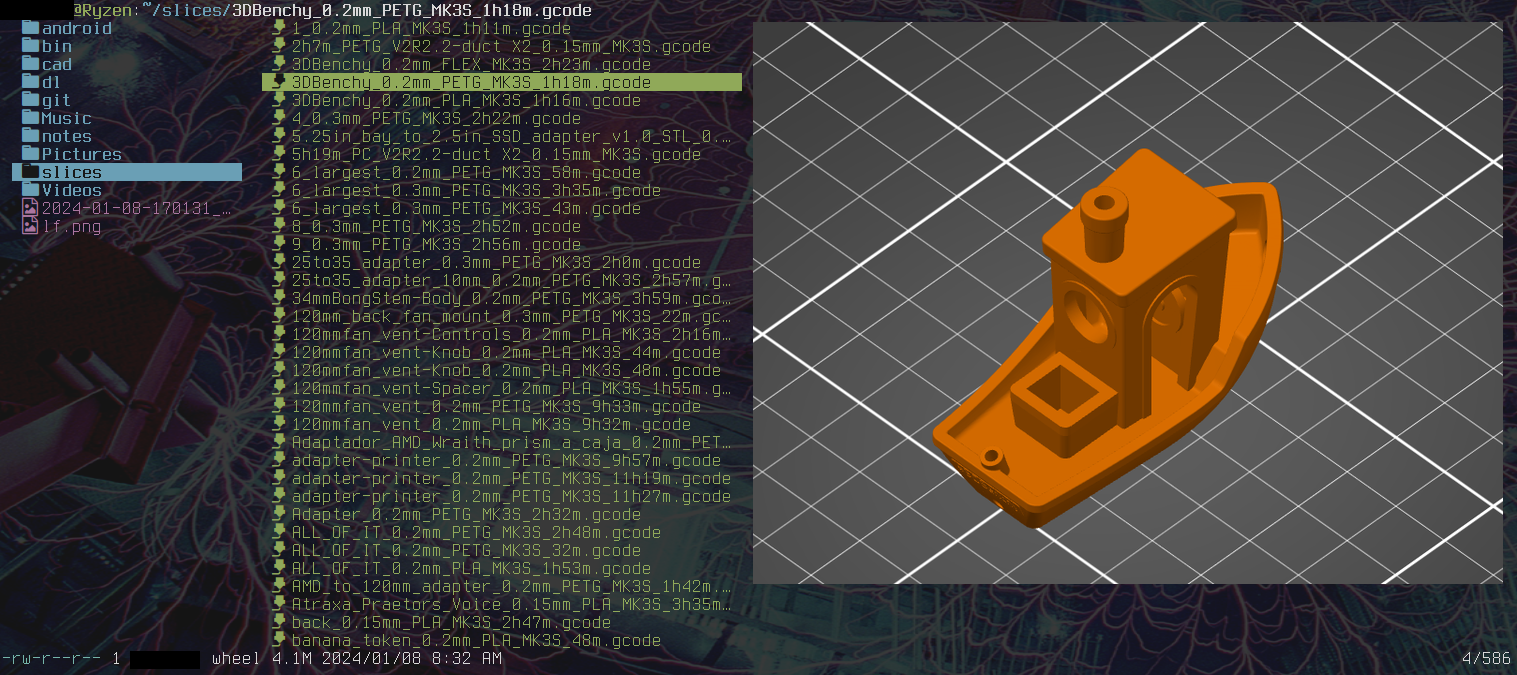 @Ryzen:~/slices/3DBenchy_0.2mm_PETG_MK3S_1h18m.gcode
android
bin
cad
dl
git
Music
notes
Pictures
slices
Videos
2024-01-08-170131_…
lf.png
1_0.2mm_PLA_MK3S_1h11m.gcode
2h7m_PETG_V2R2.2-duct X2_0.15mm_MK3S.gcode
3DBenchy_0.2mm_FLEX_MK3S_2h23m.gcode
3DBenchy_0.2mm_PETG_MK3S_1h18m.gcode
3DBenchy_0.2mm_PLA_MK3S_1h16m.gcode
4_0.3mm_PETG_MK3S_2h22m.gcode
5.25in_bay_to_2.5in_SSD_adapter_v1.0_STL_0.…
5h19m_PC_V2R2.2-duct X2_0.15mm_MK3S.gcode
6_largest_0.2mm_PETG_MK3S_58m.gcode
6_largest_0.3mm_PETG_MK3S_3h35m.gcode
6_largest_0.3mm_PETG_MK3S_43m.gcode
8_0.3mm_PETG_MK3S_2h52m.gcode
9_0.3mm_PETG_MK3S_2h56m.gcode
25to35_adapter_0.3mm_PETG_MK3S_2h0m.gcode
25to35_adapter_10mm_0.2mm_PETG_MK3S_2h57m.g…
34mmBongStem-Body_0.2mm_PETG_MK3S_3h59m.gco…
120mm_back_fan_mount_0.3mm_PETG_MK3S_22m.gc…
120mmfan_vent-Controls_0.2mm_PLA_MK3S_2h16m…
120mmfan_vent-Knob_0.2mm_PLA_MK3S_44m.gcode
120mmfan_vent-Knob_0.2mm_PLA_MK3S_48m.gcode
120mmfan_vent-Spacer_0.2mm_PLA_MK3S_1h55m.g…
120mmfan_vent_0.2mm_PETG_MK3S_9h33m.gcode
120mmfan_vent_0.2mm_PLA_MK3S_9h32m.gcode
Adaptador_AMD_Wraith_prism_a_caja_0.2mm_PET…
adapter-printer_0.2mm_PETG_MK3S_9h57m.gcode
adapter-printer_0.2mm_PETG_MK3S_11h19m.gcode
adapter-printer_0.2mm_PETG_MK3S_11h27m.gcode
Adapter_0.2mm_PETG_MK3S_2h32m.gcode
ALL_OF_IT_0.2mm_PETG_MK3S_2h48m.gcode
ALL_OF_IT_0.2mm_PETG_MK3S_32m.gcode
ALL_OF_IT_0.2mm_PLA_MK3S_1h53m.gcode
AMD_to_120mm_adapter_0.2mm_PETG_MK3S_1h42m.…
Atraxa_Praetors_Voice_0.15mm_PLA_MK3S_3h35m…
back_0.15mm_PLA_MK3S_2h47m.gcode
banana_token_0.2mm_PLA_MK3S_48m.gcode
-rw-r--r-- 1 wheel 4.1M 2024/01/08 8:32 AM
4/586